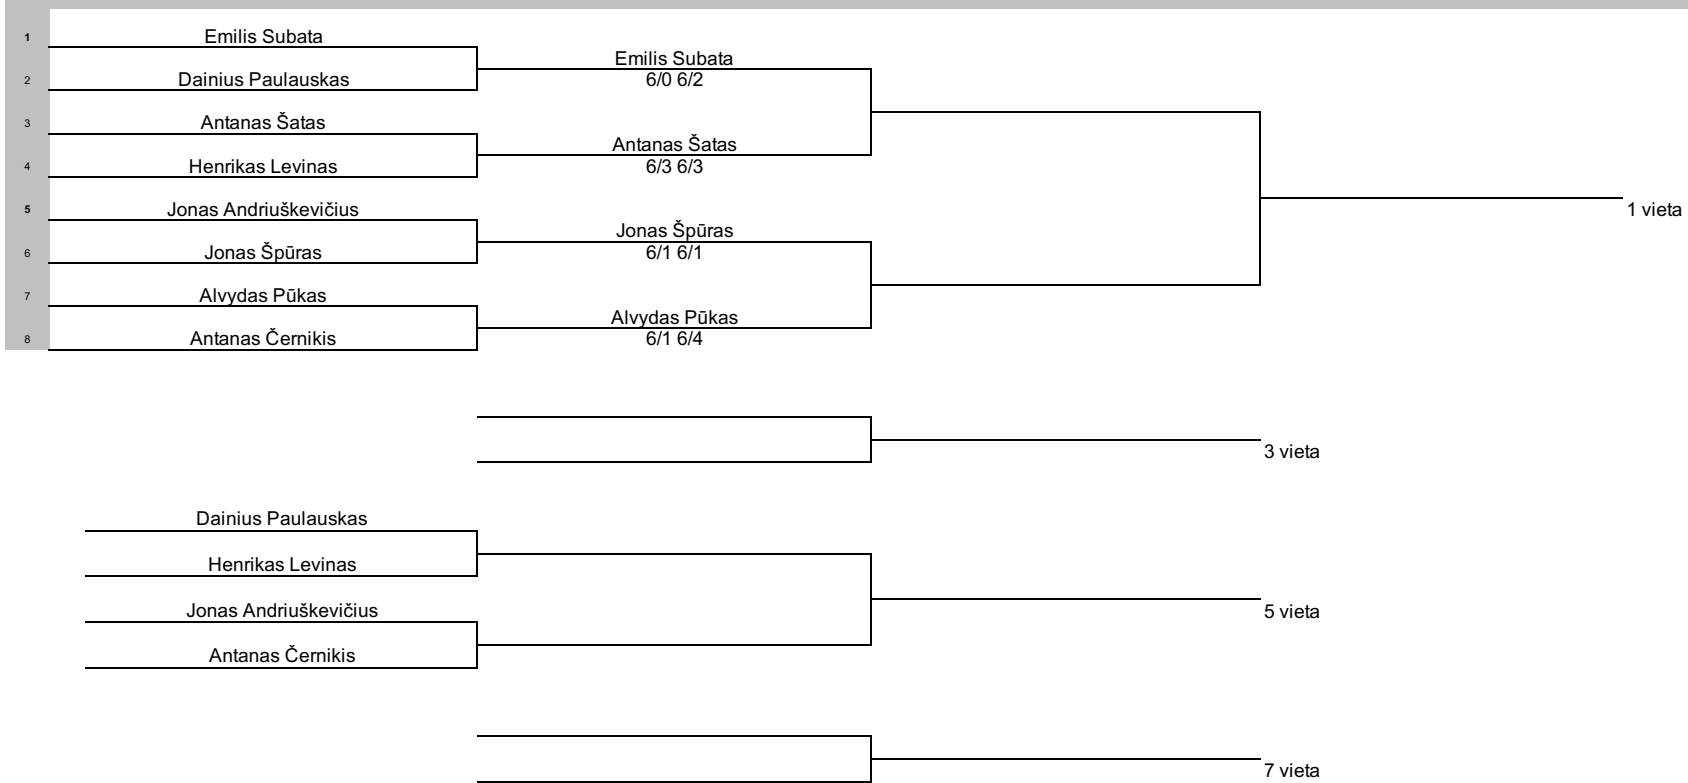 1 Emilis Subata
Emilis Subata
2 Dainius Paulauskas
6/0 6/2
3 Antanas Šatas
Antanas Šatas
4 Henrikas Levinas
6/3 6/3
5 Jonas Andriuškevičius
1 vieta
Jonas Špūras
6 Jonas Špūras
6/1 6/1
7 Alvydas Pūkas
Alvydas Pūkas
8 Antanas Černikis
6/1 6/4
3 vieta
Dainius Paulauskas
Henrikas Levinas
Jonas Andriuškevičius
5 vieta
Antanas Černikis
7 vieta